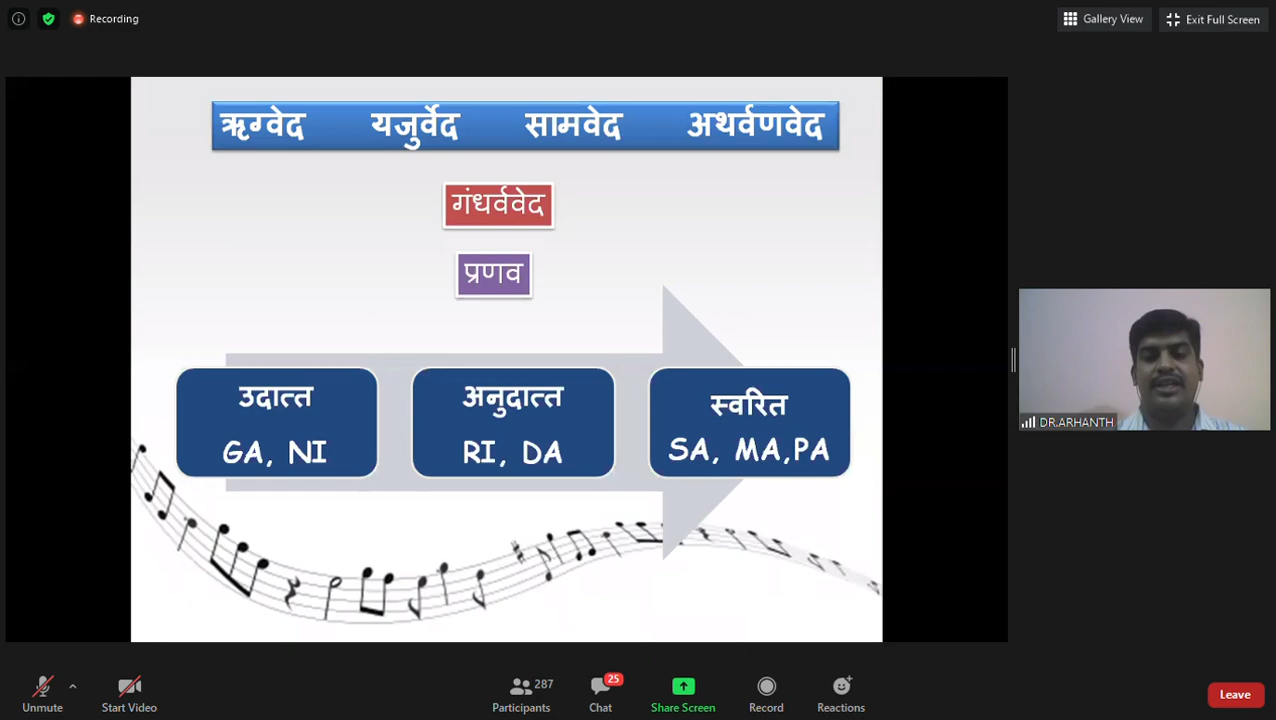 Recording
Gallery View
Exit Full Screen
ऋग्वेद यजुर्वेद सामवेद अथर्वणवेद
गंधर्ववेद
प्रणव
उदात्त
GA, NI
अनुदात्त
RI, DA
स्वरित
SA, MA,PA
DR.ARHANTH
Unmute
Start Video
287
Participants
25
Chat
Share Screen
Record
Reactions
Leave